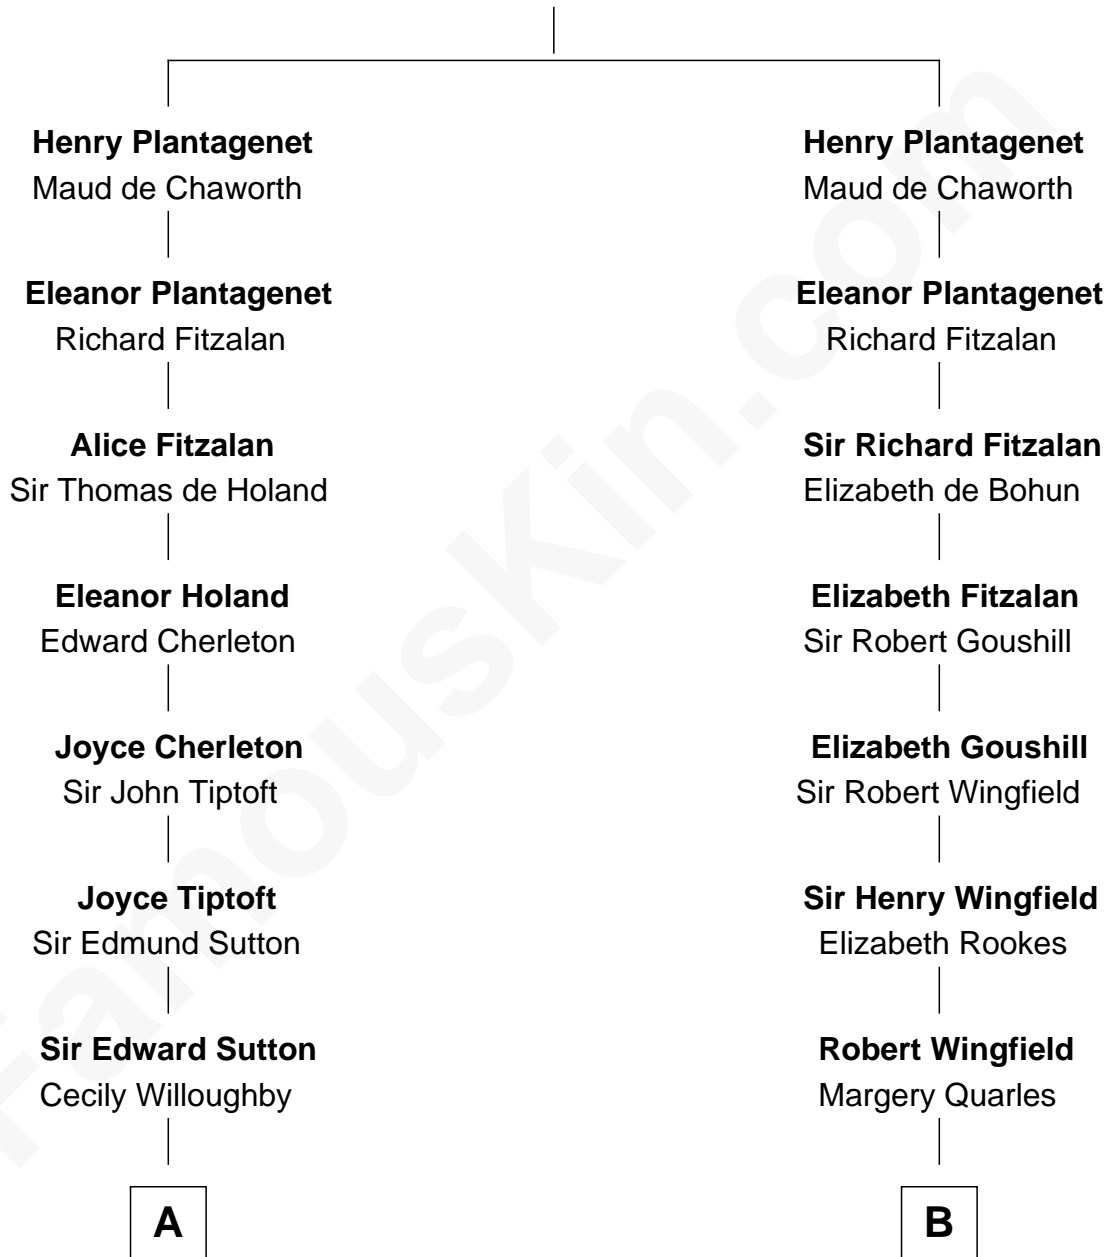 Henry Plantagenet
Maud de Chaworth
Eleanor Plantagenet
Richard Fitzalan
Alice Fitzalan
Sir Thomas de Holand
Eleanor Holand
Edward Cherleton
Joyce Cherleton
Sir John Tiptoft
Joyce Tiptoft
Sir Edmund Sutton
Sir Edward Sutton
Cecily Willoughby
A
Henry Plantagenet
Maud de Chaworth
Eleanor Plantagenet
Richard Fitzalan
Sir Richard Fitzalan
Elizabeth de Bohun
Elizabeth Fitzalan
Sir Robert Goushill
Elizabeth Goushill
Sir Robert Wingfield
Sir Henry Wingfield
Elizabeth Rookes
Robert Wingfield
Margery Quarles
B
FamousKin.com